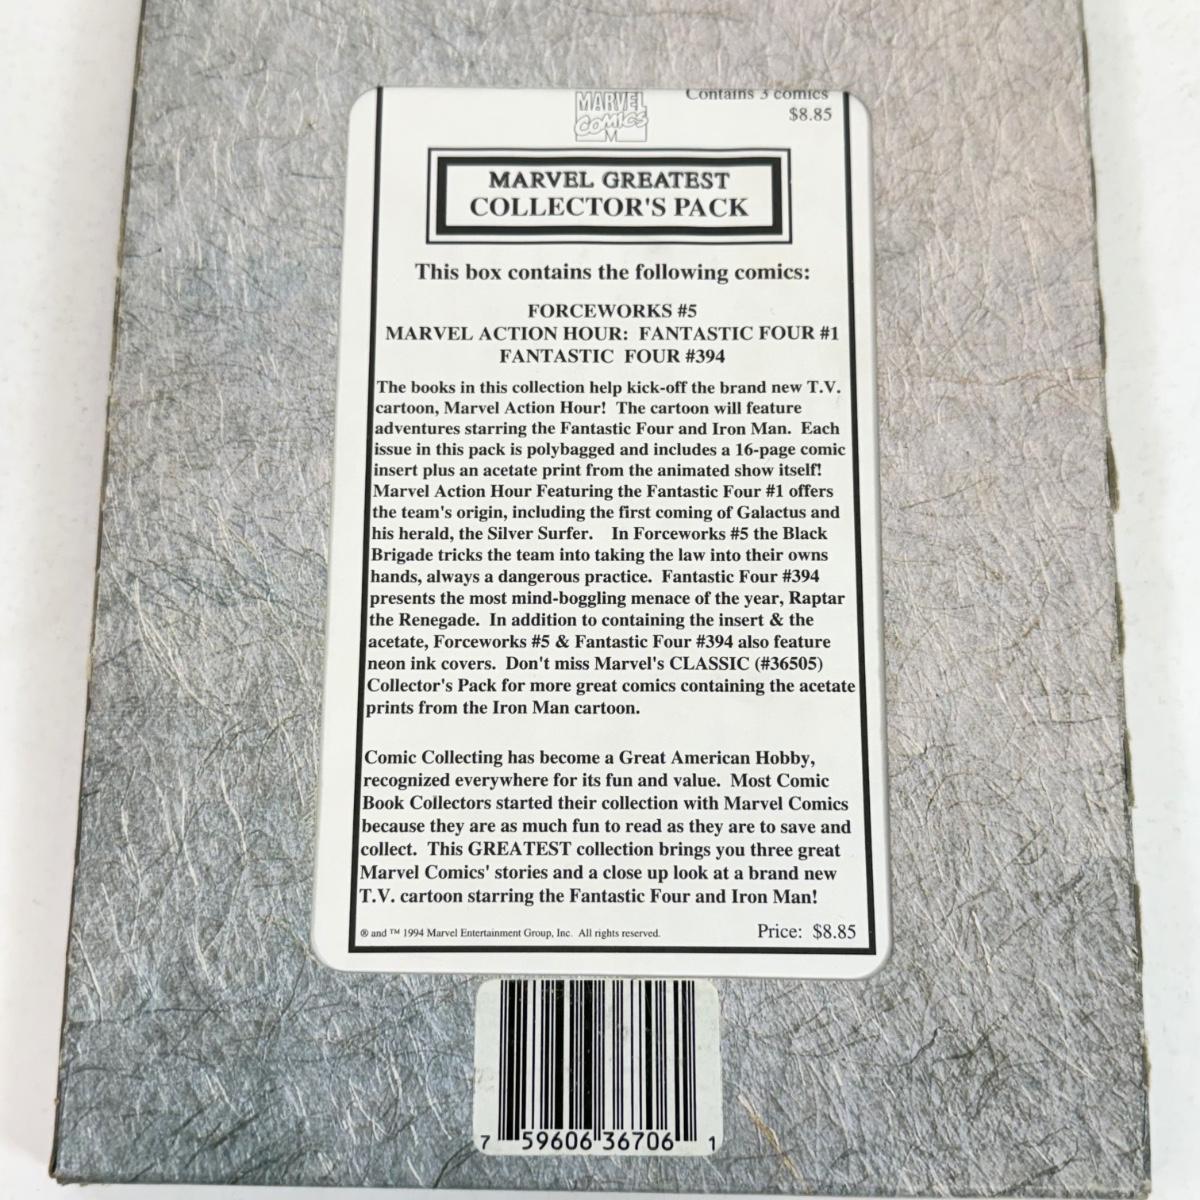 MARVEL
COMICS
M
Contains 3 comics
$8.85
MARVEL GREATEST
COLLECTOR'S PACK
This box contains the following comics:
FORCEWORKS #5
MARVEL ACTION HOUR: FANTASTIC FOUR #1
FANTASTIC FOUR #394
The books in this collection help kick-off the brand new T.V.
cartoon, Marvel Action Hour! The cartoon will feature
adventures starring the Fantastic Four and Iron Man. Each
issue in this pack is polybagged and includes a 16-page comic
insert plus an acetate print from the animated show itself!
Marvel Action Hour Featuring the Fantastic Four #1 offers
the team's origin, including the first coming of Galactus and
his herald, the Silver Surfer. In Forceworks #5 the Black
Brigade tricks the team into taking the law into their owns
hands, always a dangerous practice. Fantastic Four #394
presents the most mind-boggling menace of the year, Raptar
the Renegade. In addition to containing the insert & the
acetate, Forceworks #5 & Fantastic Four #394 also feature
neon ink covers. Don't miss Marvel's CLASSIC (#36505)
Collector's Pack for more great comics containing the acetate
prints from the Iron Man cartoon.
Comic Collecting has become a Great American Hobby,
recognized everywhere for its fun and value. Most Comic
Book Collectors started their collection with Marvel Comics
because they are as much fun to read as they are to save and
collect. This GREATEST collection brings you three great
Marvel Comics' stories and a close up look at a brand new
T.V. cartoon starring the Fantastic Four and Iron Man!
® and ™ 1994 Marvel Entertainment Group, Inc. All rights reserved. Price: $8.85
7 59606 36706 1